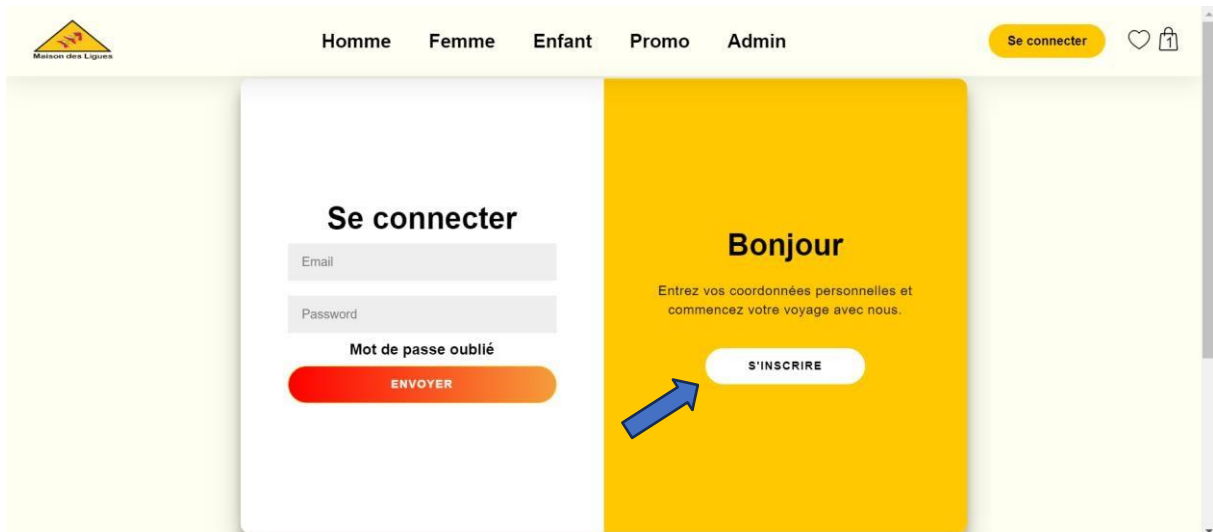 Maison des Ligues
Homme Femme Enfant Promo Admin
Se connecter
1
Se connecter
Email
Password
Mot de passe oublié
ENVOYER
Bonjour
Entrez vos coordonnées personnelles et
commencez votre voyage avec nous.
S'INSCRIRE